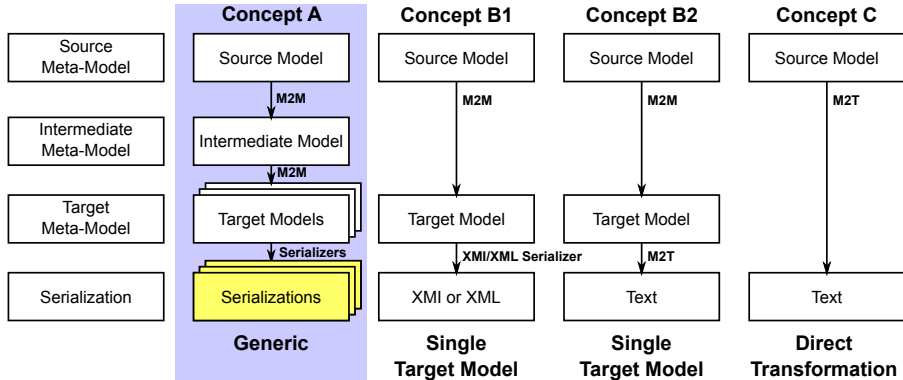 Concept A
Concept B1
Concept B2
Concept C
Source
Meta-Model
Source Model
Source Model
Source Model
Source Model
M2M
M2M
M2M
M2T
Intermediate
Meta-Model
Intermediate Model
M2M
Target
Meta-Model
Target Models
Target Model
Target Model
Serializers
XMI/XML Serializer
M2T
Serialization
Serializations
XMI or XML
Text
Text
Generic
Single
Target Model
Single
Target Model
Direct
Transformation